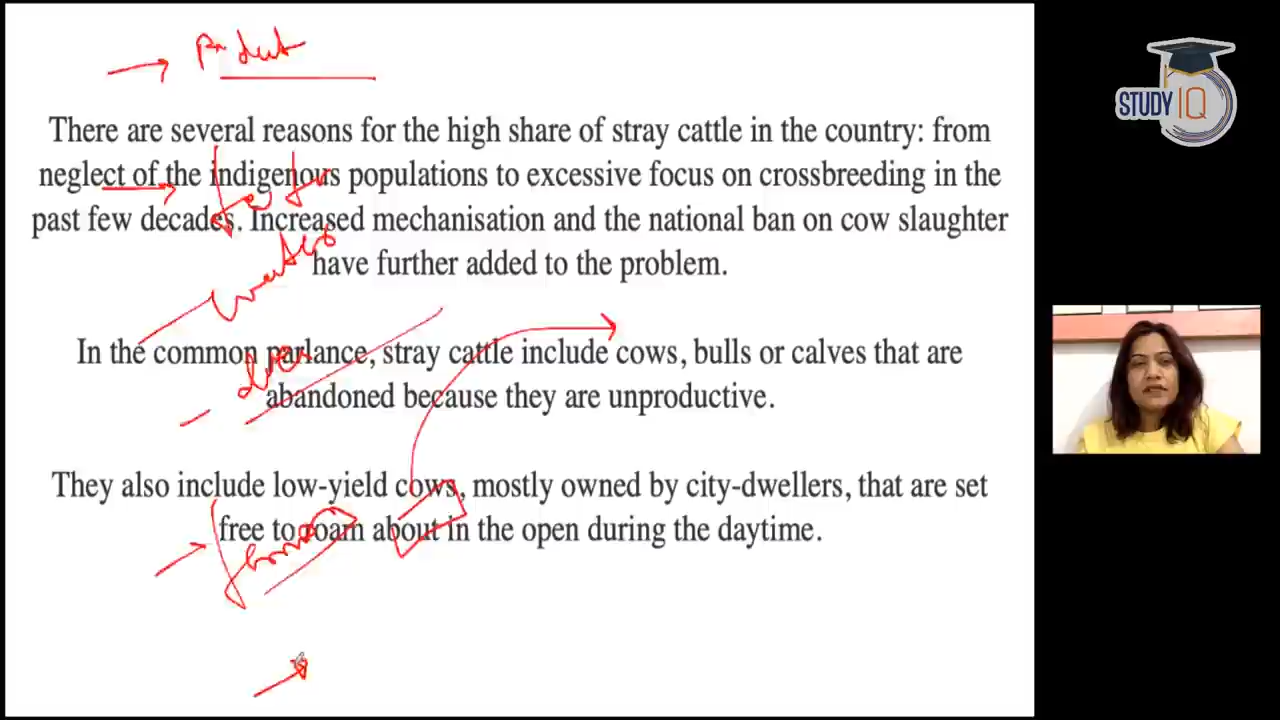 STUDY IQ
There are several reasons for the high share of stray cattle in the country: from
neglect of the indigenous populations to excessive focus on crossbreeding in the
past few decades. Increased mechanisation and the national ban on cow slaughter
have further added to the problem.
In the common parlance, stray cattle include cows, bulls or calves that are
abandoned because they are unproductive.
They also include low-yield cows, mostly owned by city-dwellers, that are set
free to roam about in the open during the daytime.